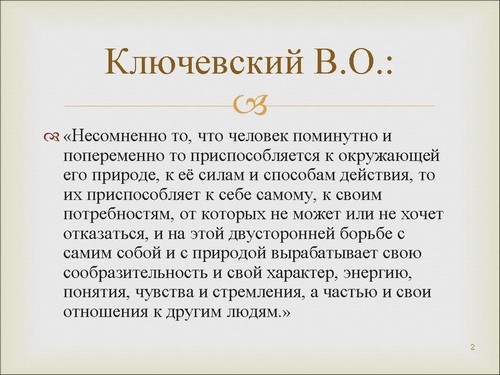 Ключевский В.О.:
«Несомненно то, что человек поминутно и
попеременно то приспособляется к окружающей
его природе, к её силам и способам действия, то
их приспособляет к себе самому, к своим
потребностям, от которых не может или не хочет
отказаться, и на этой двусторонней борьбе с
самим собой и с природой вырабатывает свою
сообразительность и свой характер, энергию,
понятия, чувства и стремления, а частью и свои
отношения к другим людям.»
2